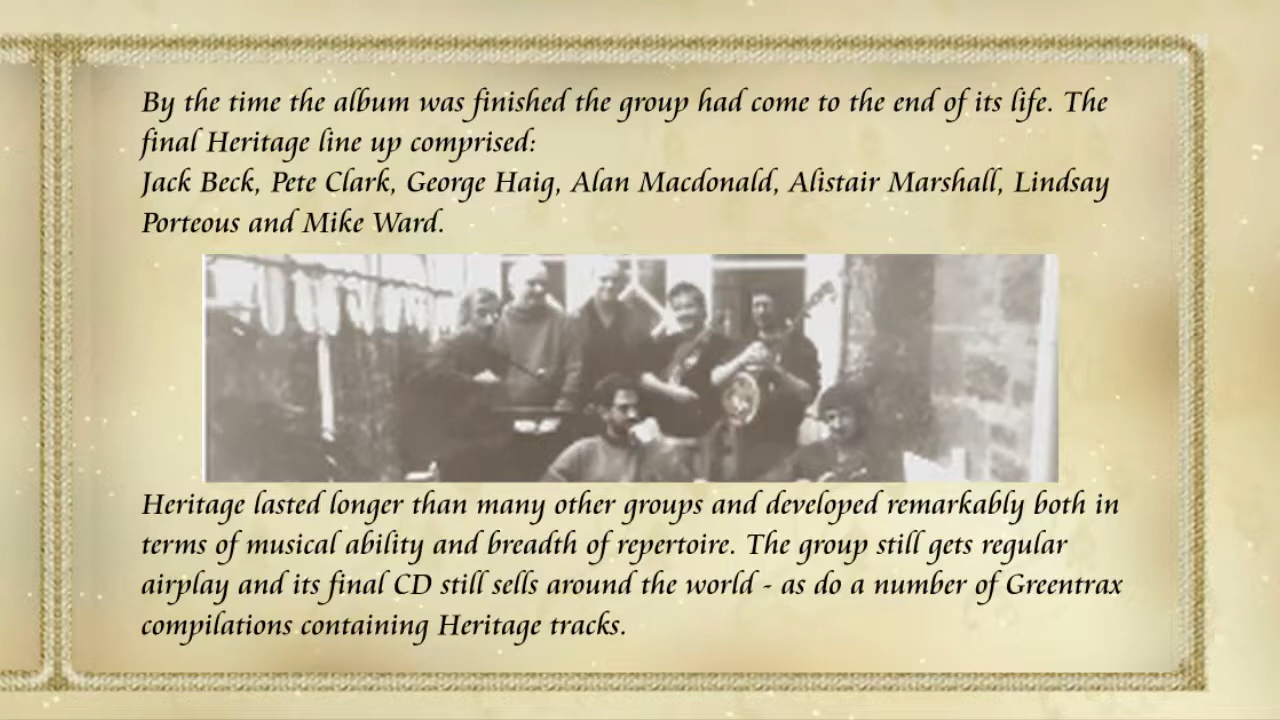 By the time the album was finished the group had come to the end of its life. The
final Heritage line up comprised:
Jack Beck, Pete Clark, George Haig, Alan Macdonald, Alistair Marshall, Lindsay
Porteous and Mike Ward.
Heritage lasted longer than many other groups and developed remarkably both in
terms of musical ability and breadth of repertoire. The group still gets regular
airplay and its final CD still sells around the world - as do a number of Greentrax
compilations containing Heritage tracks.